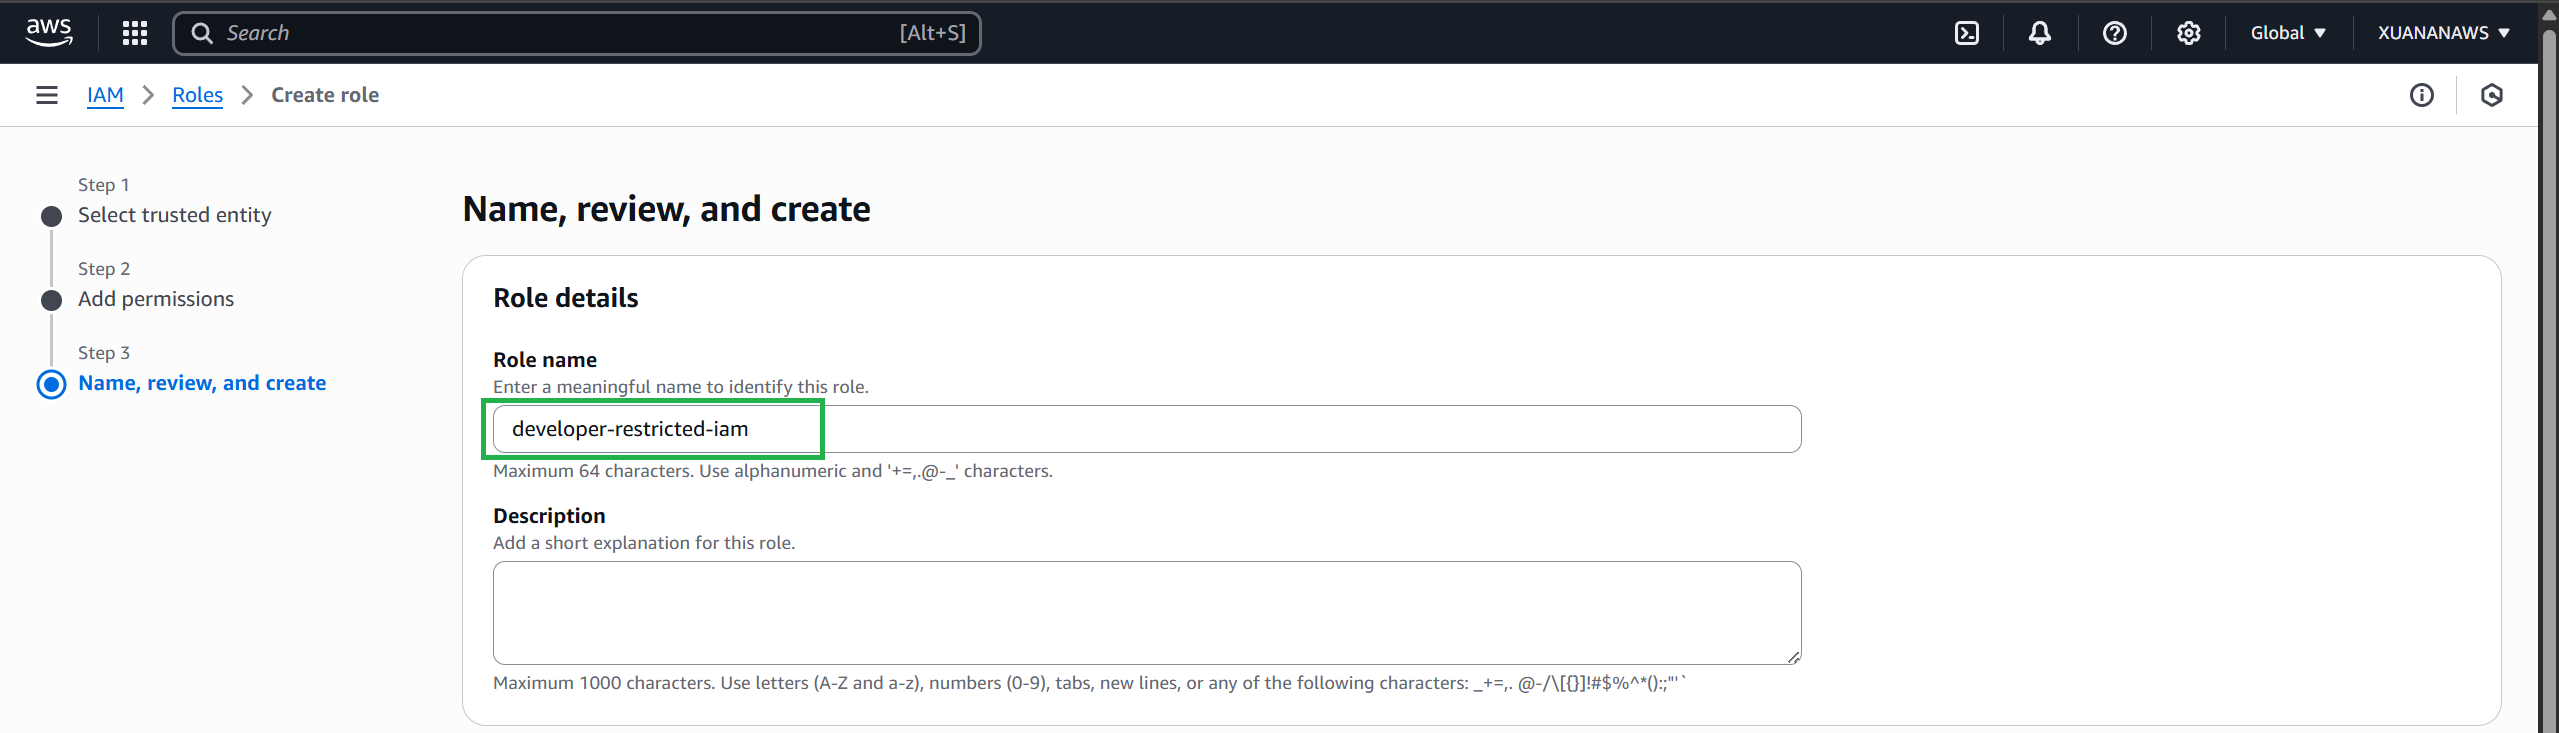 aws
Search
[Alt+S]
Global
XUANANAWS
IAM
Roles
Create role
Step 1
Select trusted entity
Step 2
Add permissions
Step 3
Name, review, and create
Name, review, and create
Role details
Role name
Enter a meaningful name to identify this role.
developer-restricted-iam
Maximum 64 characters. Use alphanumeric and '+=,.@-_' characters.
Description
Add a short explanation for this role.
Maximum 1000 characters. Use letters (A-Z and a-z), numbers (0-9), tabs, new lines, or any of the following characters: _+=,. @-/\[{}]!#$%^*();:;"'`